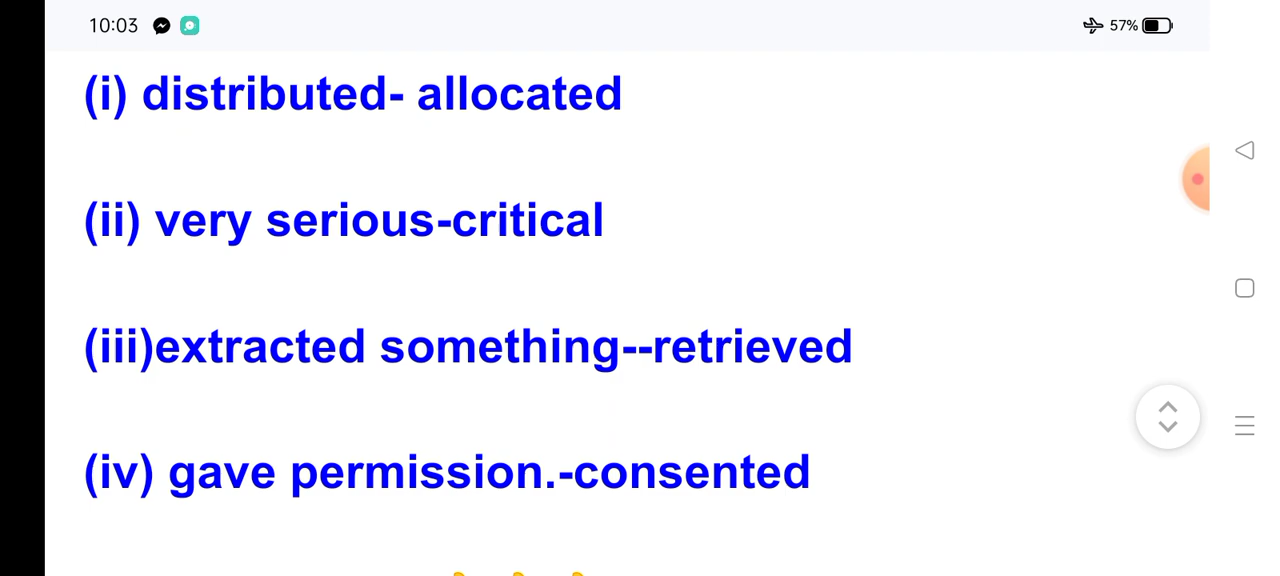 10:03 57%
(i) distributed- allocated
(ii) very serious-critical
(iii)extracted something--retrieved
(iv) gave permission.-consented